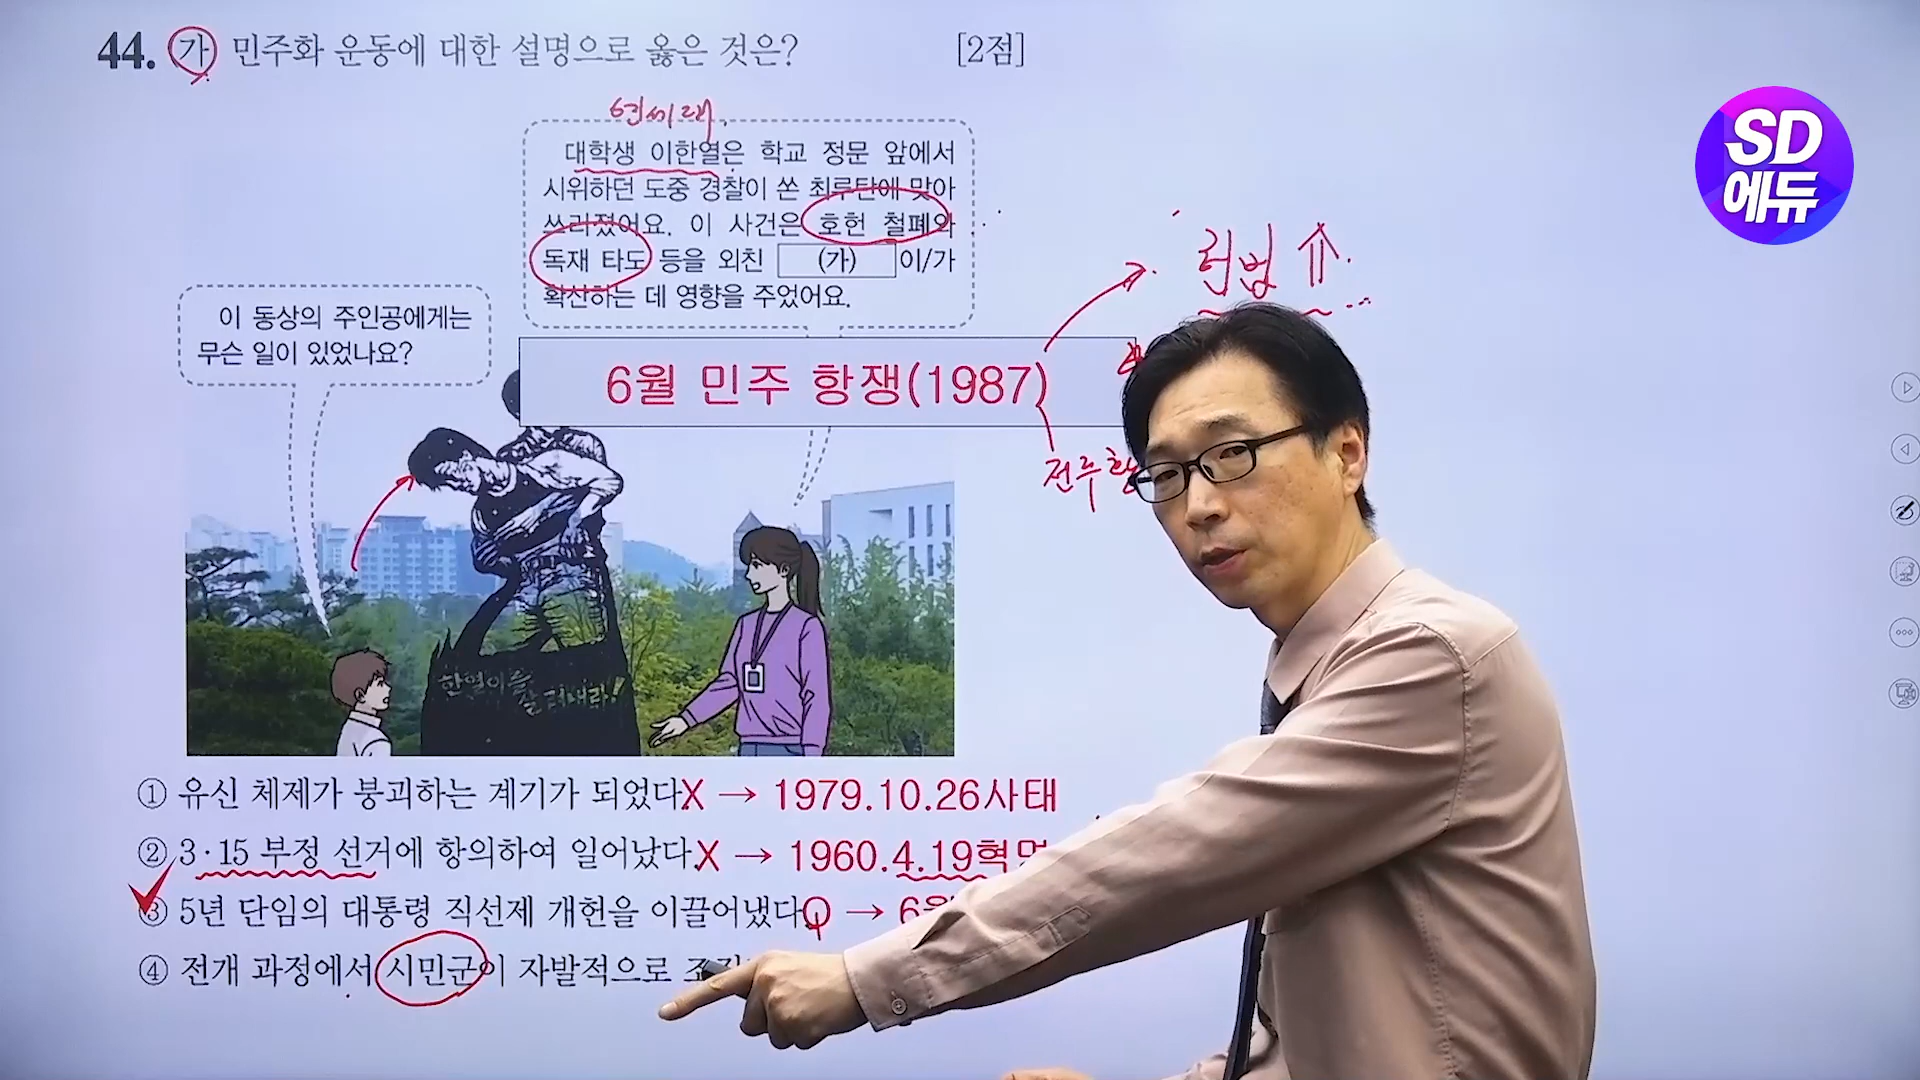 44. (가) 민주화 운동에 대한 설명으로 옳은 것은? [2점]
연세대
대학생 이한열은 학교 정문 앞에서
시위하던 도중 경찰이 쏜 최루탄에 맞아
쓰러졌어요. 이 사건은 호헌 철폐와
독재 타도 등을 외친 (가) 이/가
확산하는 데 영향을 주었어요.
SD
에듀
헌법 ⇑
이 동상의 주인공에게는
무슨 일이 있었나요?
6월 민주 항쟁(1987)
전두환
한열이를
살려내라!
① 유신 체제가 붕괴하는 계기가 되었다. X → 1979.10.26사태
② 3·15 부정 선거에 항의하여 일어났다. X → 1960.4.19혁명
③ 5년 단임의 대통령 직선제 개헌을 이끌어냈다. O → 6월
④ 전개 과정에서 시민군이 자발적으로